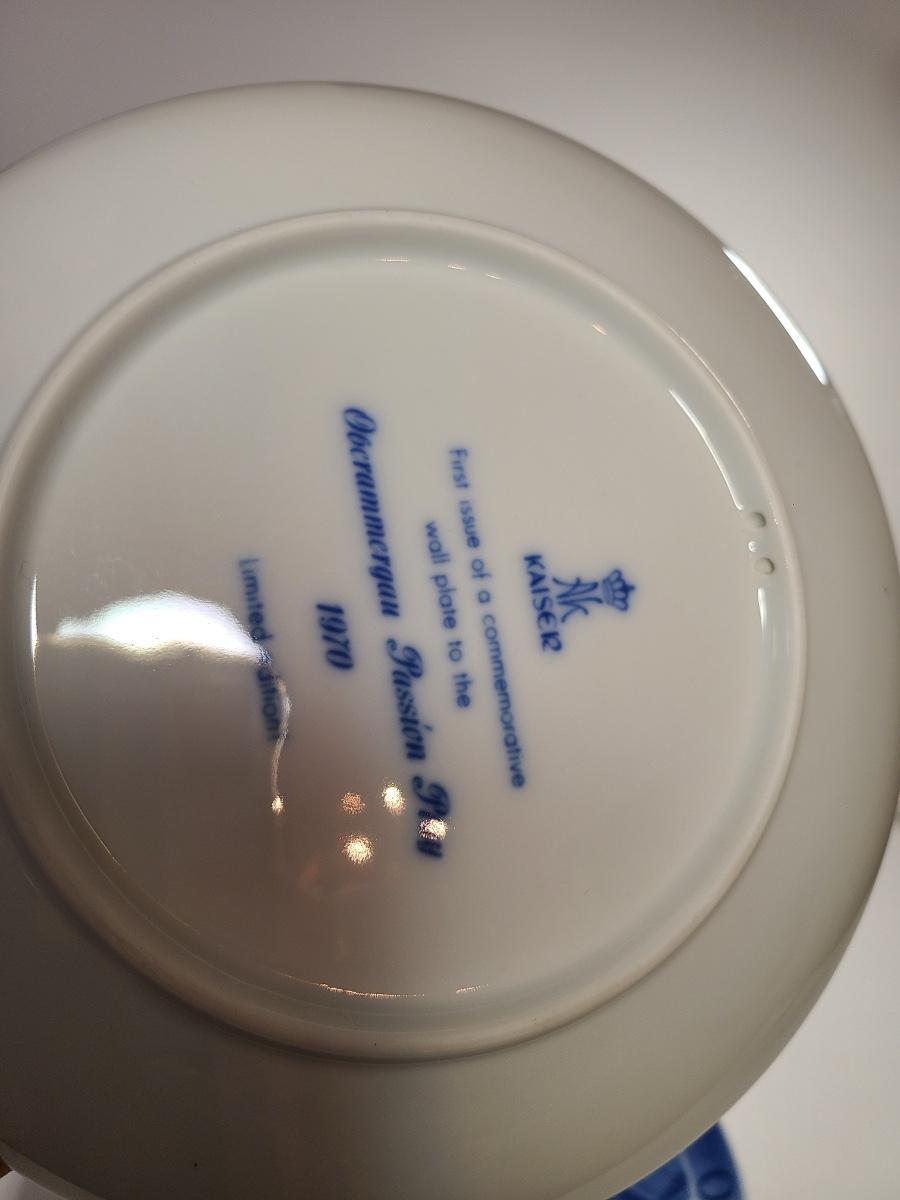 KAISER
First issue of a commemorative
wall plate to the
Oberammergau Passion Play
1970
Limited edition